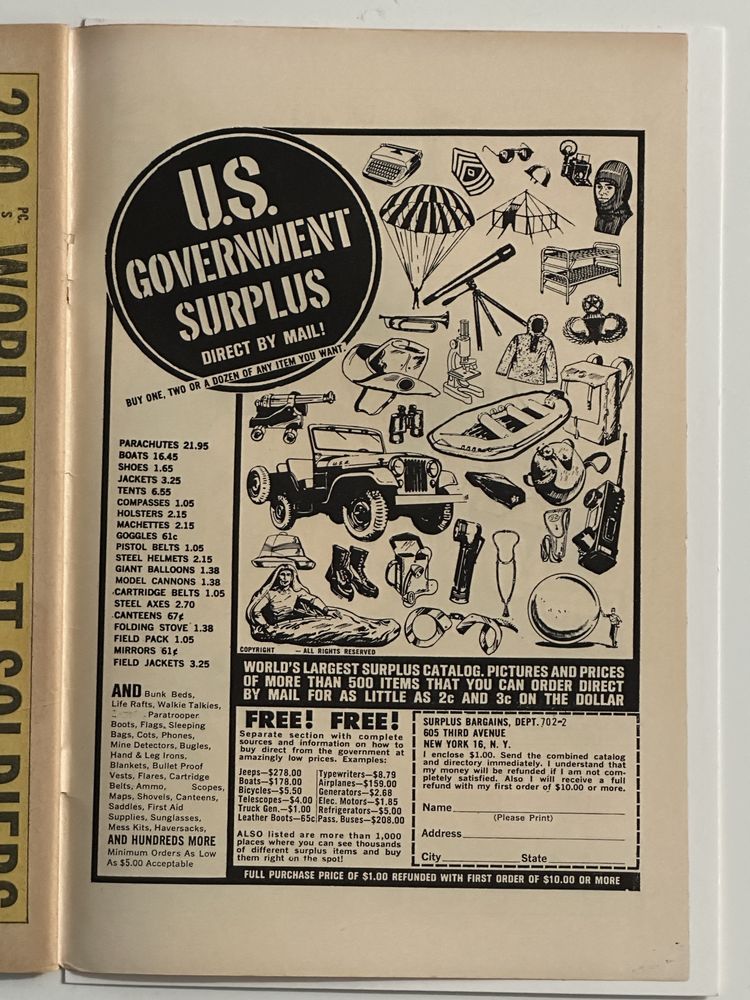 200 PC. S WORLD WAR II SOLDIERS
U.S.
GOVERNMENT
SURPLUS
DIRECT BY MAIL!
BUY ONE, TWO OR A DOZEN OF ANY ITEM YOU WANT.
PARACHUTES 21.95
BOATS 16.45
SHOES 1.65
JACKETS 3.25
TENTS 6.55
COMPASSES 1.05
HOLSTERS 2.15
MACHETTES 2.15
GOGGLES 61c
PISTOL BELTS 1.05
STEEL HELMETS 2.15
GIANT BALLOONS 1.38
MODEL CANNONS 1.38
CARTRIDGE BELTS 1.05
STEEL AXES 2.70
CANTEENS 67¢
FOLDING STOVE 1.38
FIELD PACK 1.05
MIRRORS 61¢
FIELD JACKETS 3.25
AND Bunk Beds,
Life Rafts, Walkie Talkies,
Paratrooper
Boots, Flags, Sleeping
Bags, Cots, Phones,
Mine Detectors, Bugles,
Hand & Leg Irons,
Blankets, Bullet Proof
Vests, Flares, Cartridge
Belts, Ammo, Scopes,
Maps, Shovels, Canteens,
Saddles, First Aid
Supplies, Sunglasses,
Mess Kits, Haversacks,
AND HUNDREDS MORE
Minimum Orders As Low
As $5.00 Acceptable
COPYRIGHT — ALL RIGHTS RESERVED
WORLD'S LARGEST SURPLUS CATALOG. PICTURES AND PRICES
OF MORE THAN 500 ITEMS THAT YOU CAN ORDER DIRECT
BY MAIL FOR AS LITTLE AS 2c AND 3c ON THE DOLLAR
FREE! FREE!
Separate section with complete
sources and information on how to
buy direct from the government at
amazingly low prices. Examples:
Jeeps—$278.00
Boats—$178.00
Bicycles—$5.50
Telescopes—$4.00
Truck Gen.—$1.00
Leather Boots—65c
Typewriters—$8.79
Airplanes—$159.00
Generators—$2.68
Elec. Motors—$1.85
Refrigerators—$5.00
Pass. Buses—$208.00
ALSO listed are more than 1,000
places where you can see thousands
of different surplus items and buy
them right on the spot!
SURPLUS BARGAINS, DEPT. 702-2
605 THIRD AVENUE
NEW YORK 16, N. Y.
I enclose $1.00. Send the combined catalog
and directory immediately. I understand that
my money will be refunded if I am not com-
pletely satisfied. Also I will receive a full
refund with my first order of $10.00 or more.
Name
(Please Print)
Address
City State
FULL PURCHASE PRICE OF $1.00 REFUNDED WITH FIRST ORDER OF $10.00 OR MORE